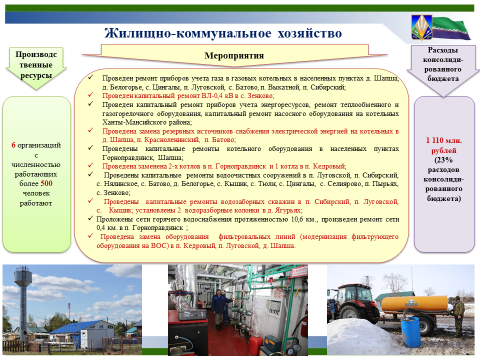 Жилищно-коммунальное хозяйство
Производс
твенные
ресурсы
Мероприятия
Расходы
консолиди-
рованного
бюджета
6 организаций
с
численностью
работающих
более 500
человек
работают
✓ Проведен ремонт приборов учета газа в газовых котельных в населенных пунктах д. Шапша,
д. Белогорье, с. Цингалы, п. Луговской, с. Батово, п. Выкатной, п. Сибирский;
✓ Проведен капитальный ремонт ВЛ-0,4 кВ в с. Зенково;
✓ Проведен капитальный ремонт приборов учета энергоресурсов, ремонт теплообменного и
газогорелочного оборудования, капитальный ремонт насосного оборудования на котельных
Ханты-Мансийского района;
✓ Проведена замена резервных источников снабжения электрической энергией на котельных в
д. Шапша, п. Красноленинский, п. Батово;
✓ Проведены капитальные ремонты котельного оборудования в населенных пунктах
Горноправдинск, Шапша;
✓ Проведена заменена 2-х котлов в п. Горноправдинск и 1 котла в п. Кедровый;
✓ Проведены капитальные ремонты водоочистных сооружений в п. Луговской, п. Сибирский,
с. Нялинское, с. Батово, д. Белогорье, с. Кышик, с. Тюли, с. Цингалы, с. Селиярово, п. Пырьях,
с. Зенково;
✓ Проведены капитальные ремонты водозаборных скважин в п. Сибирский, п. Луговской,
с. Кышик; установлены 2 водоразборные колонки в д. Ягурьях;
✓ Проложены сети горячего водоснабжения протяженностью 10,6 км., произведен ремонт сети
0,4 км. в п. Горноправдинск ;
✓ Проведена замена оборудования фильтровальных линий (модернизация фильтрующего
оборудования на ВОС) в п. Кедровый, п. Луговской, д. Шапша.
1 110 млн.
рублей
(23%
расходов
консолиди-
рованного
бюджета)